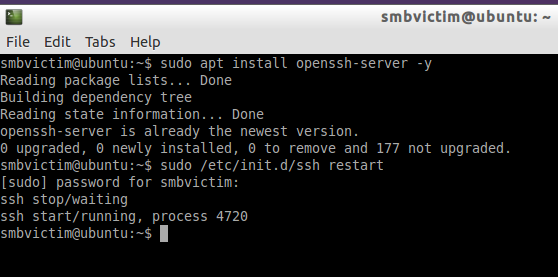 smbvictim@ubuntu: ~
File Edit Tabs Help
smbvictim@ubuntu:~$ sudo apt install openssh-server -y
Reading package lists... Done
Building dependency tree
Reading state information... Done
openssh-server is already the newest version.
0 upgraded, 0 newly installed, 0 to remove and 177 not upgraded.
smbvictim@ubuntu:~$ sudo /etc/init.d/ssh restart
[sudo] password for smbvictim:
ssh stop/waiting
ssh start/running, process 4720
smbvictim@ubuntu:~$